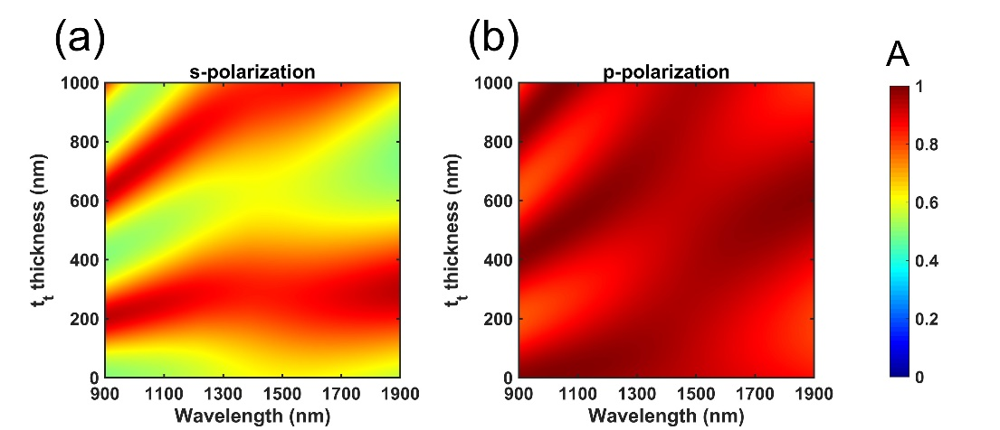 (a)
s-polarization
1000
800
600
400
200
0
t_t thickness (nm)
900 1100 1300 1500 1700 1900
Wavelength (nm)
(b)
p-polarization
1000
800
600
400
200
0
t_t thickness (nm)
900 1100 1300 1500 1700 1900
Wavelength (nm)
A
1
0.8
0.6
0.4
0.2
0